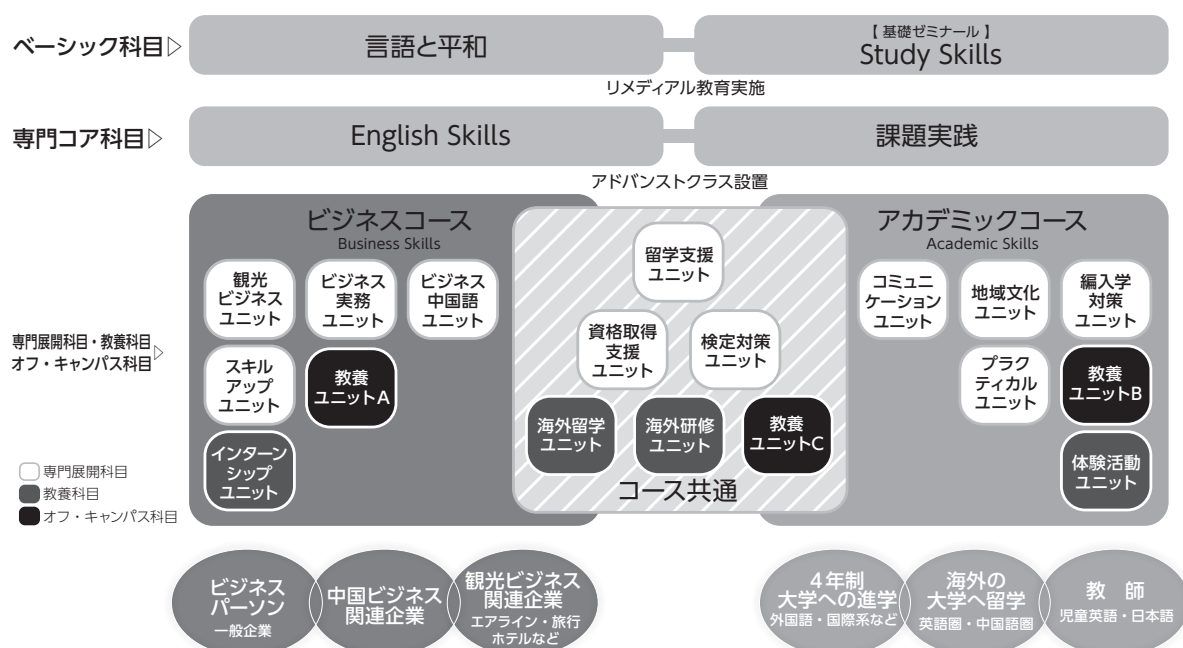 ベーシック科目▷
言語と平和
【 基礎ゼミナール 】
Study Skills
リメディアル教育実施
専門コア科目▷
English Skills
課題実践
アドバンストクラス設置
専門展開科目・教養科目
オフ・キャンパス科目▷
ビジネスコース
Business Skills
観光
ビジネス
ユニット
ビジネス
実務
ユニット
ビジネス
中国語
ユニット
スキル
アップ
ユニット
教養
ユニットA
インターン
シップ
ユニット
留学支援
ユニット
資格取得
支援
ユニット
検定対策
ユニット
海外留学
ユニット
海外研修
ユニット
教養
ユニットC
コース共通
アカデミックコース
Academic Skills
コミュニ
ケーション
ユニット
地域文化
ユニット
編入学
対策
ユニット
プラク
ティカル
ユニット
教養
ユニットB
体験活動
ユニット
専門展開科目
教養科目
オフ・キャンパス科目
ビジネス
パーソン
一般企業
中国ビジネス
関連企業
観光ビジネス
関連企業
エアライン・旅行
ホテルなど
4年制
大学への進学
外国語・国際系など
海外の
大学へ留学
英語圏・中国語圏
教 師
児童英語・日本語